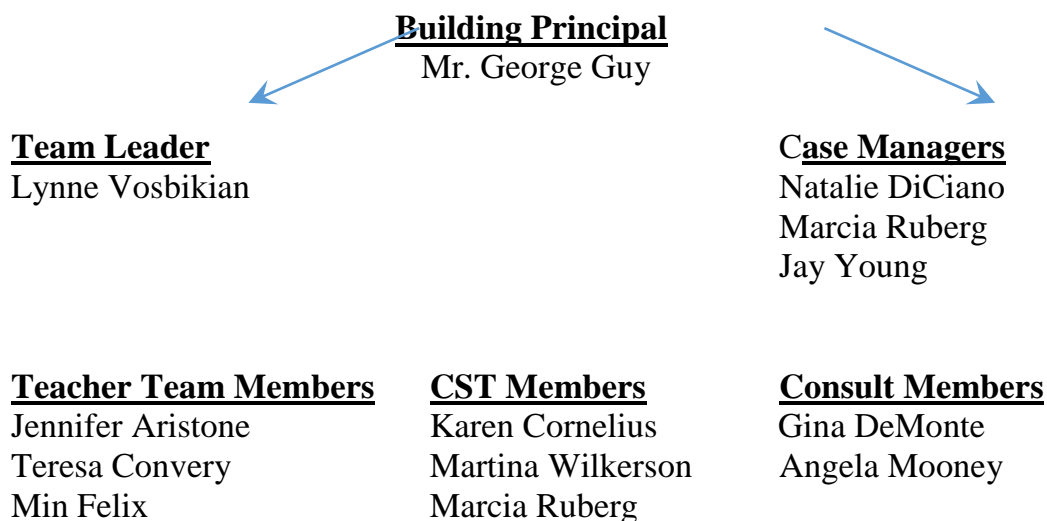 Building Principal
Mr. George Guy
Team Leader
Lynne Vosbikian
Case Managers
Natalie DiCiano
Marcia Ruberg
Jay Young
Teacher Team Members
Jennifer Aristone
Teresa Convery
Min Felix
CST Members
Karen Cornelius
Martina Wilkerson
Marcia Ruberg
Consult Members
Gina DeMonte
Angela Mooney